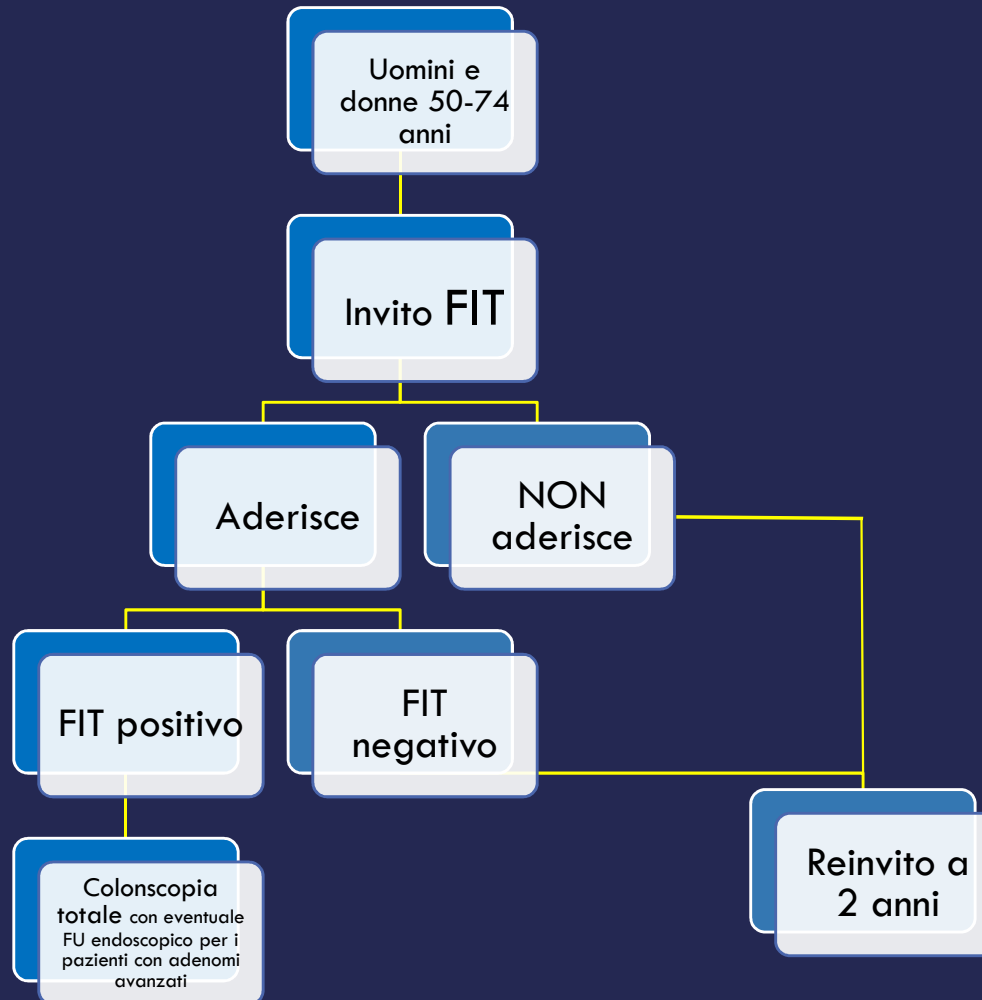 Uomini e
donne 50-74
anni
Invito FIT
Aderisce
NON
aderisce
FIT positivo
FIT
negativo
Colonscopia
totale con eventuale
FU endoscopico per i
pazienti con adenomi
avanzati
Reinvito a
2 anni